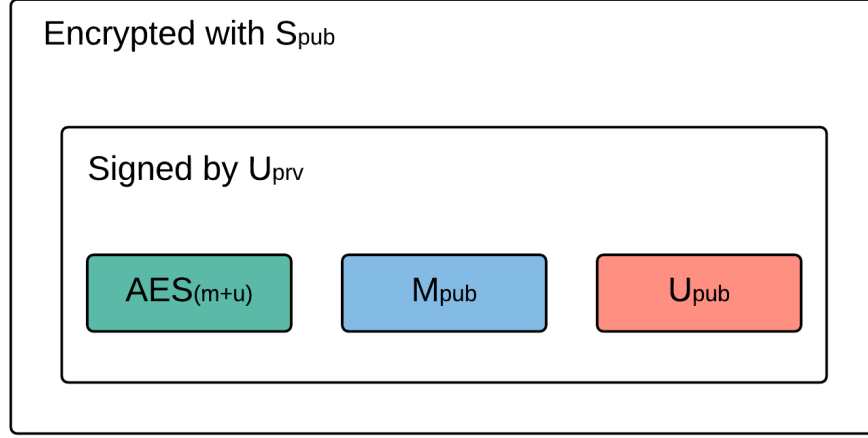 Encrypted with Spub
Signed by Uprv
AES(m+u)
Mpub
Upub